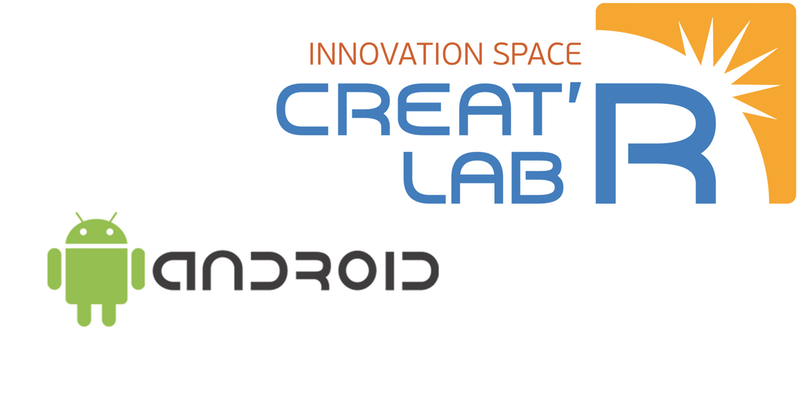 INNOVATION SPACE
CREAT'R
LAB
ANDROID